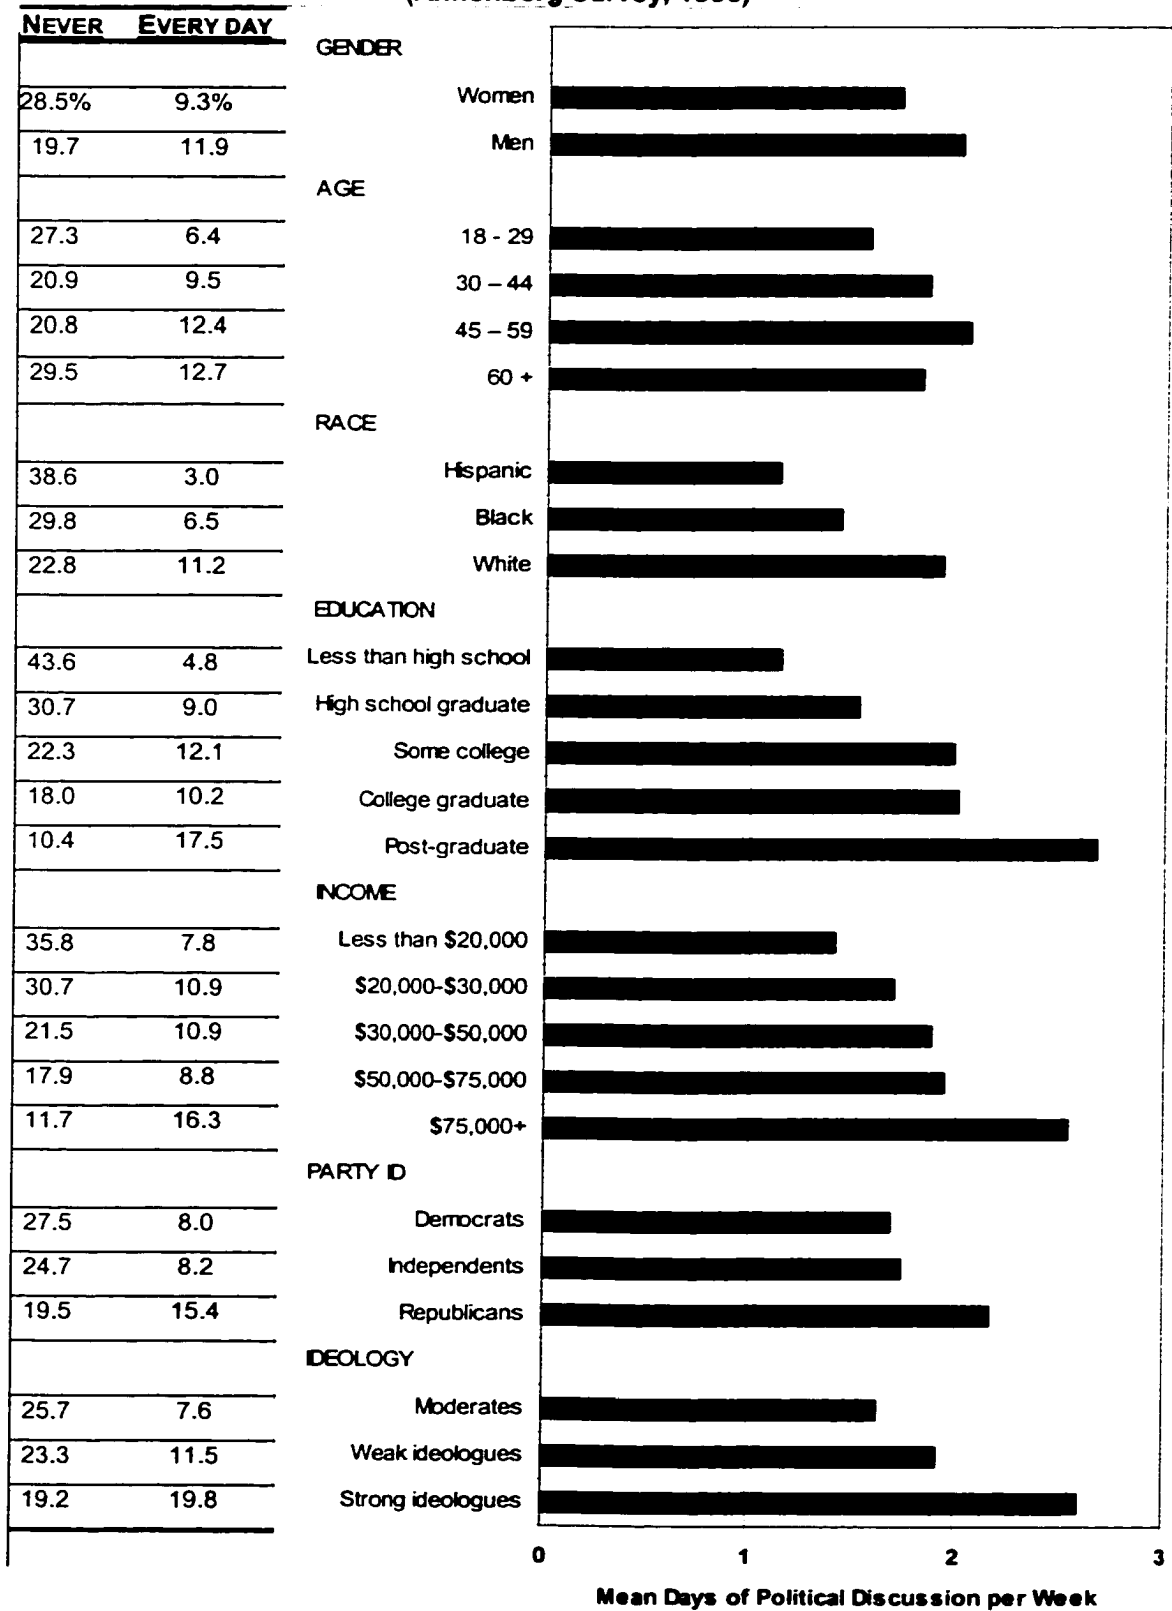 NEVER EVERY DAY
GENDER
28.5% 9.3% Women
19.7 11.9 Men
AGE
27.3 6.4 18 - 29
20.9 9.5 30 – 44
20.8 12.4 45 – 59
29.5 12.7 60 +
RACE
38.6 3.0 Hispanic
29.8 6.5 Black
22.8 11.2 White
EDUCATION
43.6 4.8 Less than high school
30.7 9.0 High school graduate
22.3 12.1 Some college
18.0 10.2 College graduate
10.4 17.5 Post-graduate
INCOME
35.8 7.8 Less than $20,000
30.7 10.9 $20,000-$30,000
21.5 10.9 $30,000-$50,000
17.9 8.8 $50,000-$75,000
11.7 16.3 $75,000+
PARTY ID
27.5 8.0 Democrats
24.7 8.2 Independents
19.5 15.4 Republicans
IDEOLOGY
25.7 7.6 Moderates
23.3 11.5 Weak ideologues
19.2 19.8 Strong ideologues
0 1 2 3
Mean Days of Political Discussion per Week